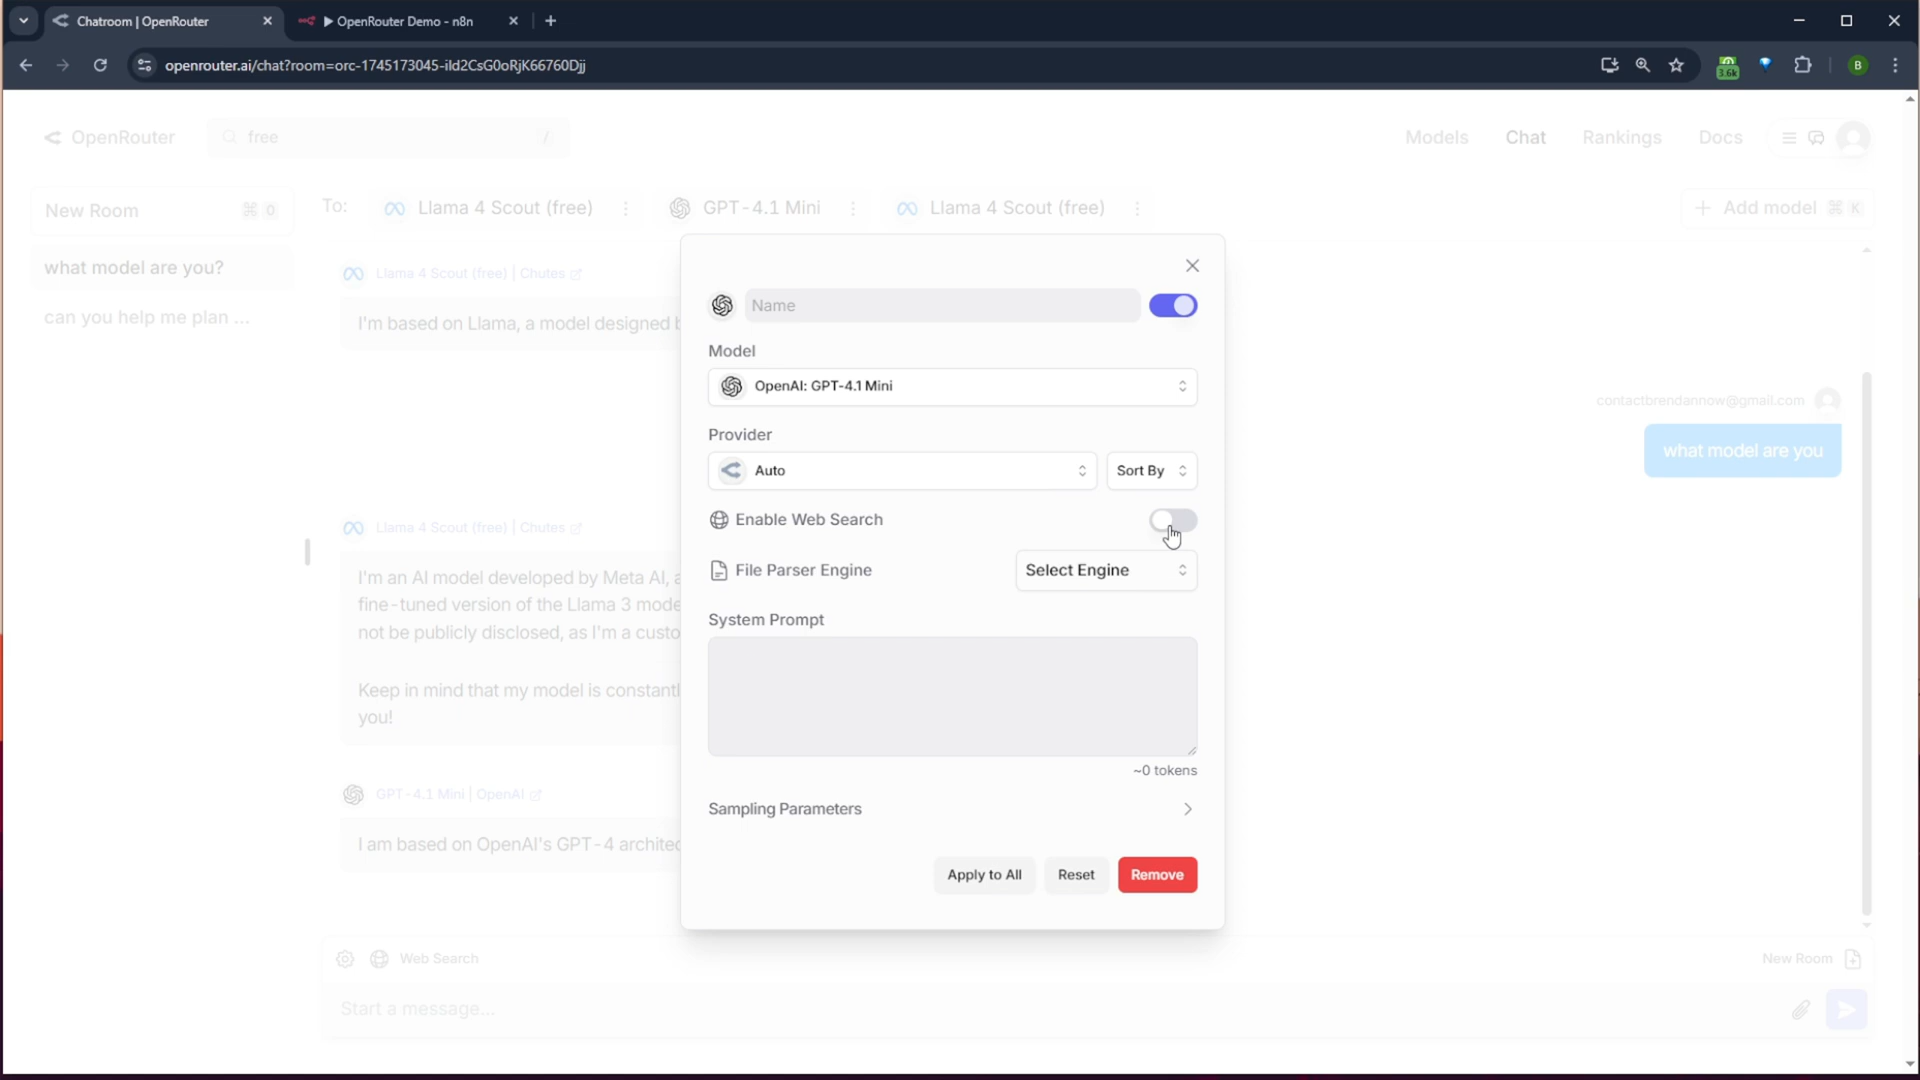 Chatroom | OpenRouter
▶ OpenRouter Demo - n8n
openrouter.ai/chat?room=orc-1745173045-ild2CsG0oRjK66760Djj
3.6k
B
OpenRouter
free
/
Models
Chat
Rankings
Docs
New Room
⌘ O
To:
Llama 4 Scout (free)
GPT-4.1 Mini
Llama 4 Scout (free)
+ Add model ⌘ K
what model are you?
can you help me plan ...
Llama 4 Scout (free) | Chutes
I'm based on Llama, a model designed
contactbrendannow@gmail.com
what model are you
Llama 4 Scout (free) | Chutes
I'm an AI model developed by Meta AI,
fine-tuned version of the Llama 3
not be publicly disclosed, as I'm a
Keep in mind that my model is
you!
GPT-4.1 Mini | OpenAI
I am based on OpenAI's GPT-4
Name
Model
OpenAI: GPT-4.1 Mini
Provider
Auto
Sort By
Enable Web Search
File Parser Engine
Select Engine
System Prompt
~0 tokens
Sampling Parameters
Apply to All
Reset
Remove
Web Search
New Room
Start a message...